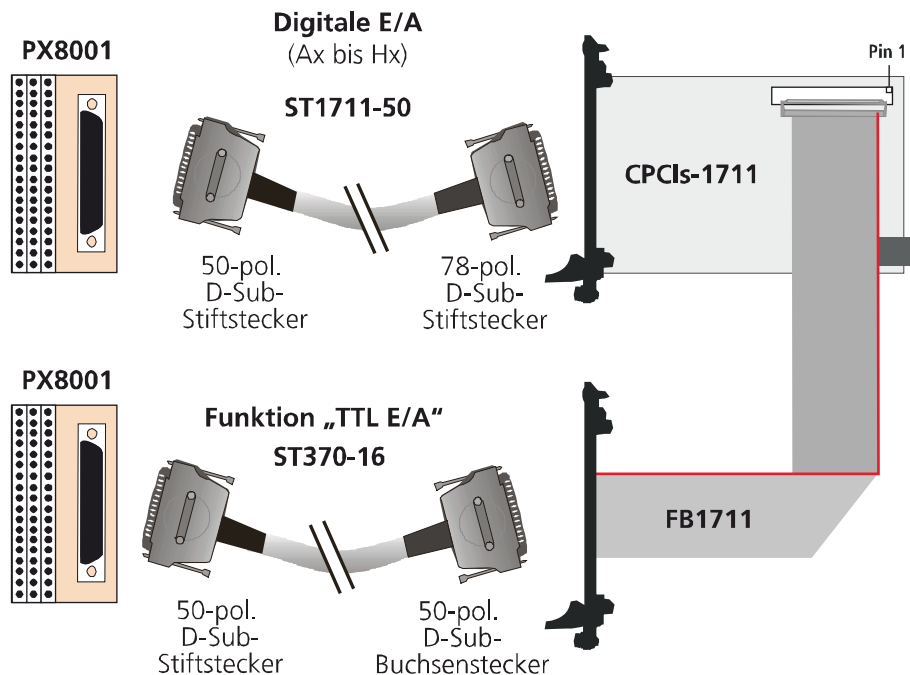 Digitale E/A
(Ax bis Hx)
PX8001
ST1711-50
Pin 1
CPCIs-1711
50-pol.
D-Sub-
Stiftstecker
78-pol.
D-Sub-
Stiftstecker
PX8001
Funktion „TTL E/A“
ST370-16
FB1711
50-pol.
D-Sub-
Stiftstecker
50-pol.
D-Sub-
Buchsenstecker